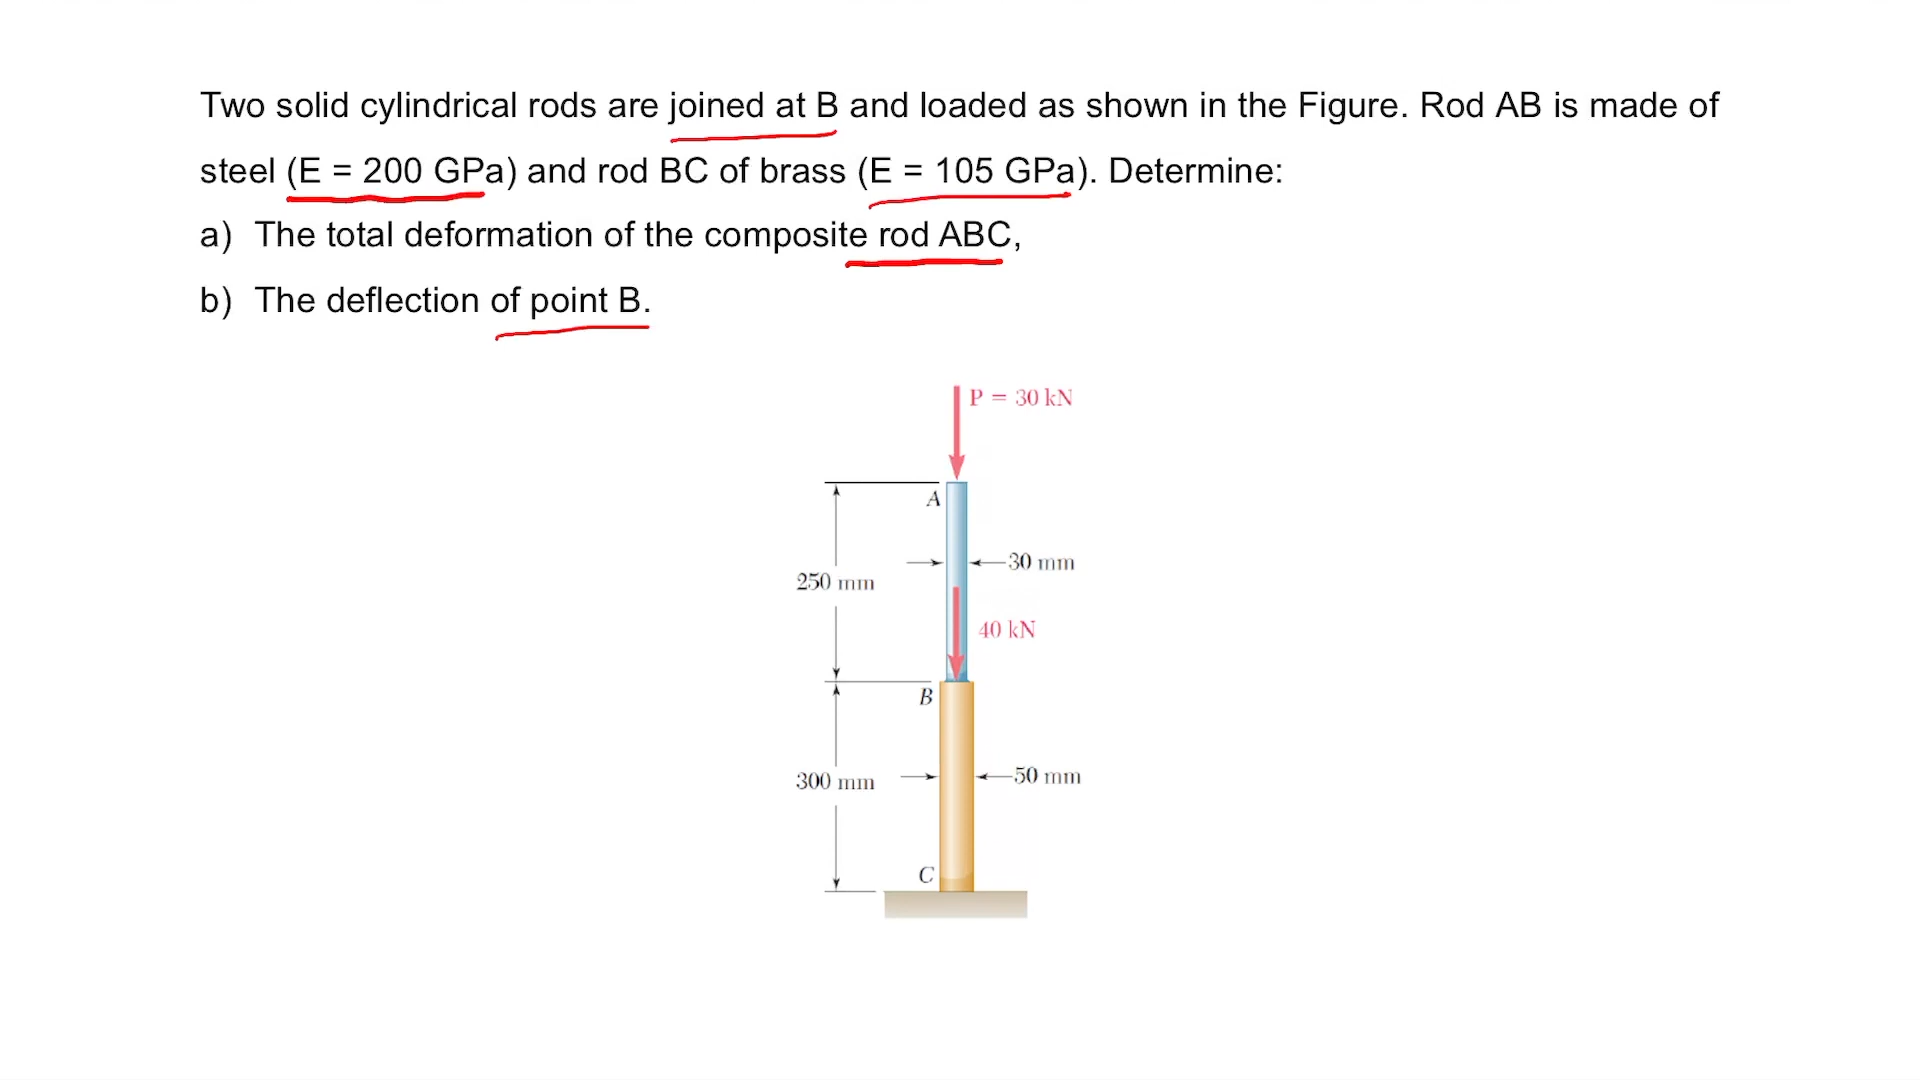 Two solid cylindrical rods are joined at B and loaded as shown in the Figure. Rod AB is made of
steel (E = 200 GPa) and rod BC of brass (E = 105 GPa). Determine:
a) The total deformation of the composite rod ABC,
b) The deflection of point B.
P = 30 kN
A
30 mm
250 mm
40 kN
B
50 mm
300 mm
C